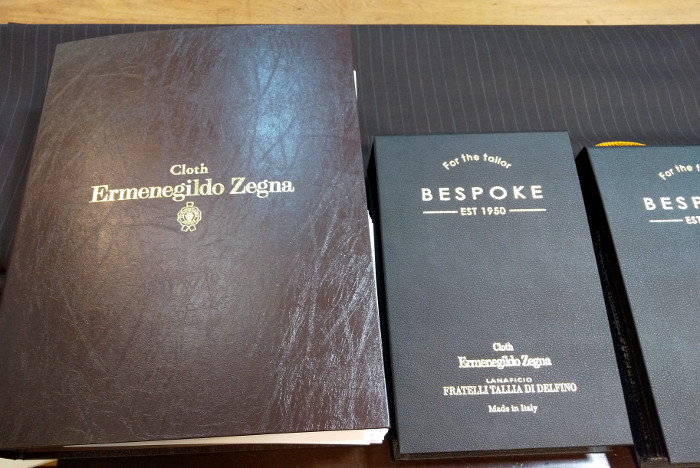 Cloth
Ermenegildo Zegna
For the tailor
BESPOKE
EST 1950
Cloth
Ermenegildo Zegna
LANAFICIO
FRATELLI TALLIA DI DELFINO
Made in Italy
For the